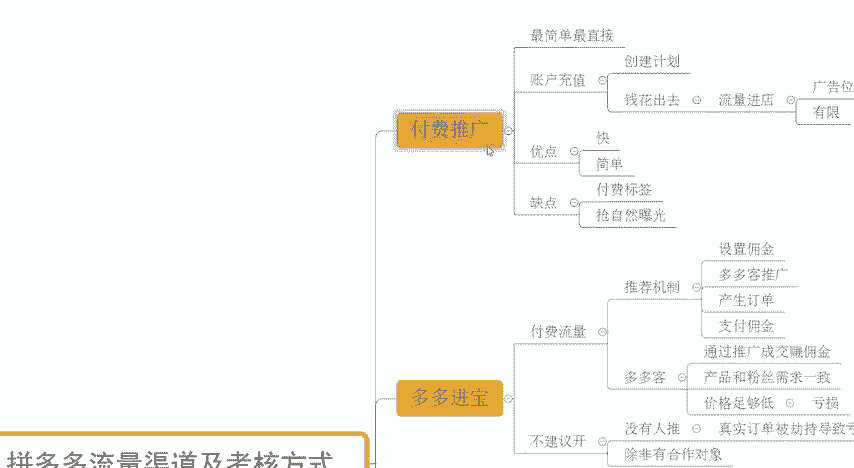 最简单最直接
创建计划
账户充值
广告位
钱花出去
流量进店
有限
付费推广
快
优点
简单
付费标签
缺点
抢自然曝光
设置佣金
多多客推广
推荐机制
产生订单
支付佣金
付费流量
通过推广成交赚佣金
多多客
产品和粉丝需求一致
多多进宝
价格足够低
亏损
没有人推
真实订单被劫持导致亏
不建议开
除非有合作对象
拼多多流量渠道及考核方式